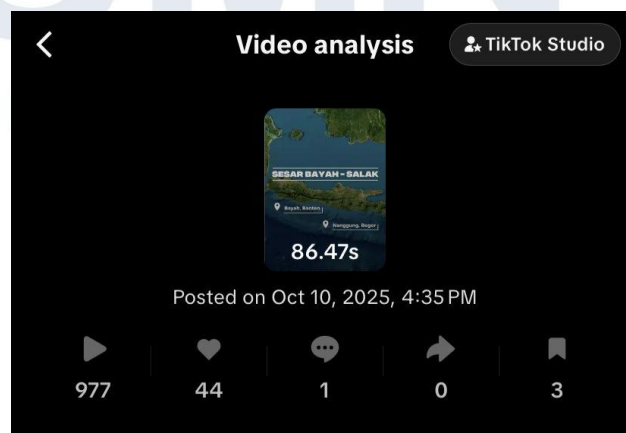 Video analysis
TikTok Studio
SESAR BAYAH - SALAK
Bayah, Banten
Nanggung, Bogor
86.47s
Posted on Oct 10, 2025, 4:35 PM
977 44 1 0 3